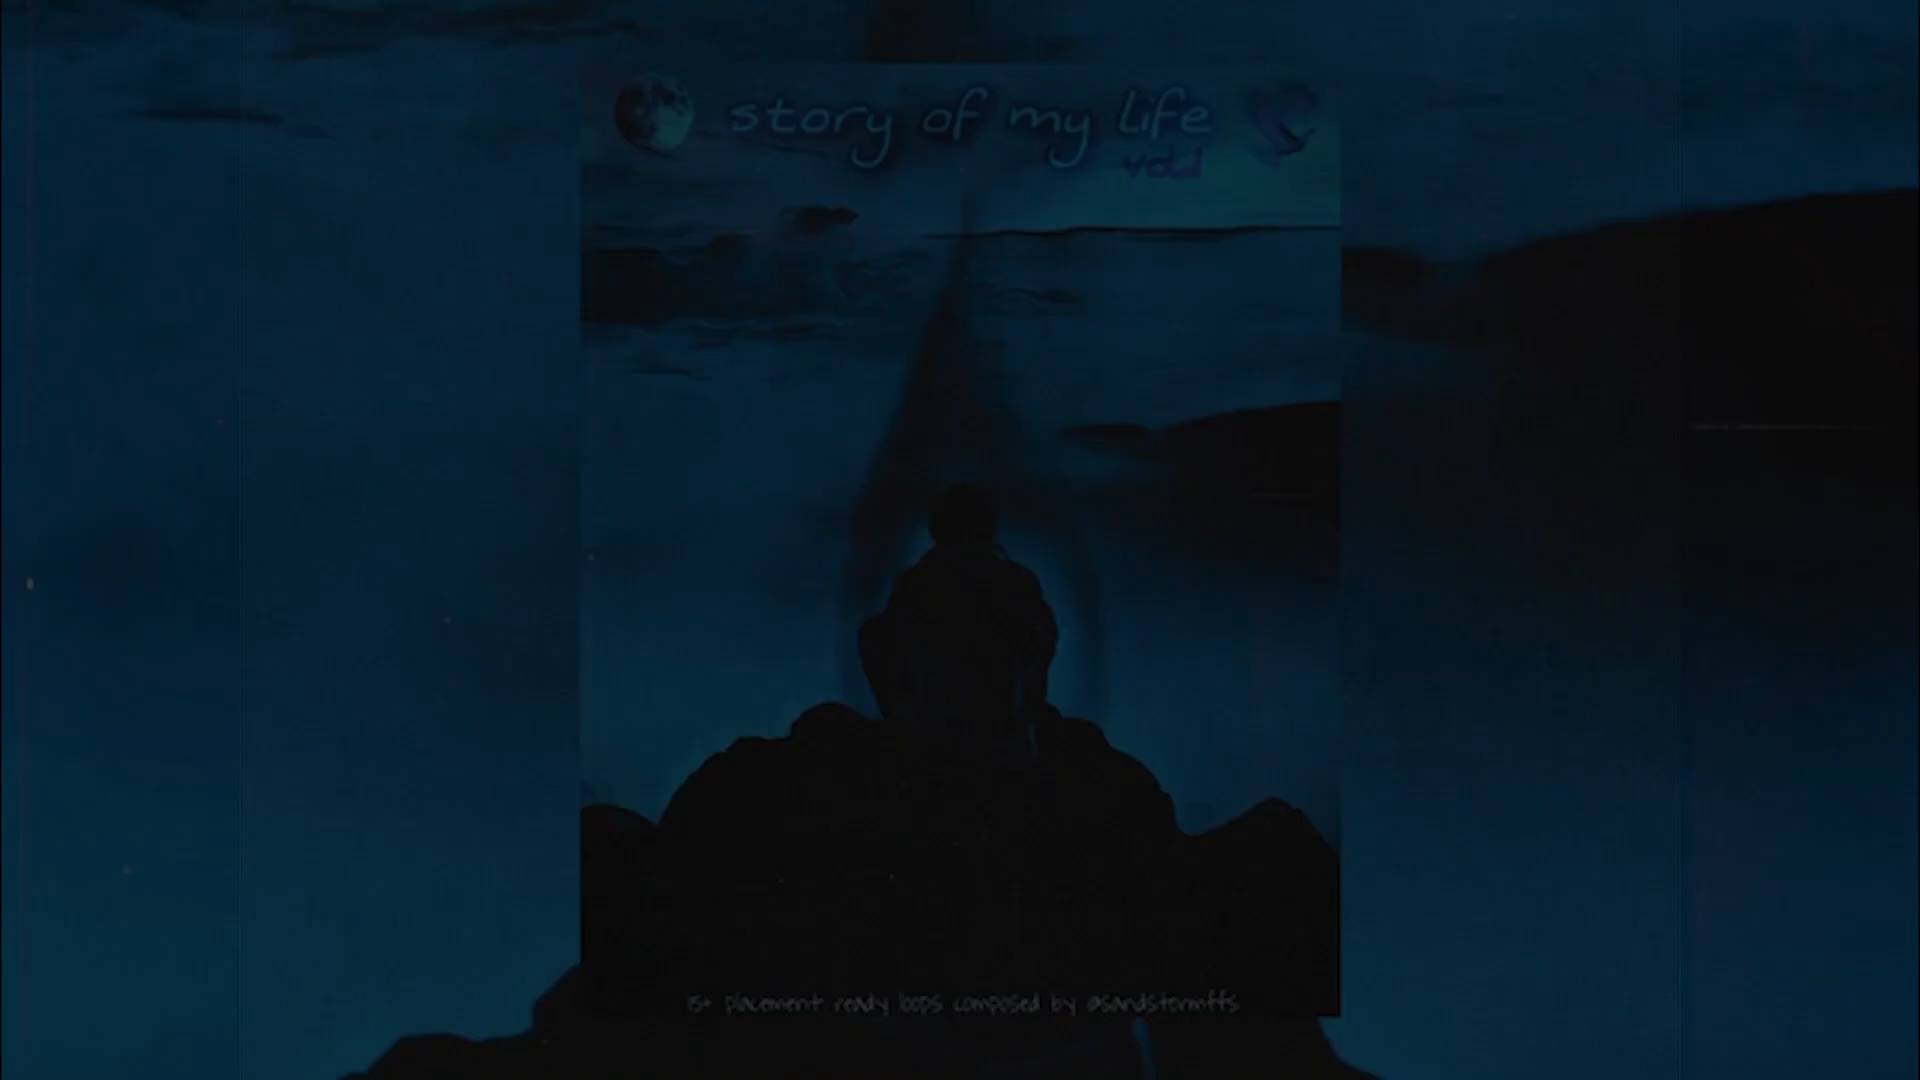 story of my life
vol.1
15+ placement ready loops composed by @sandstormffs